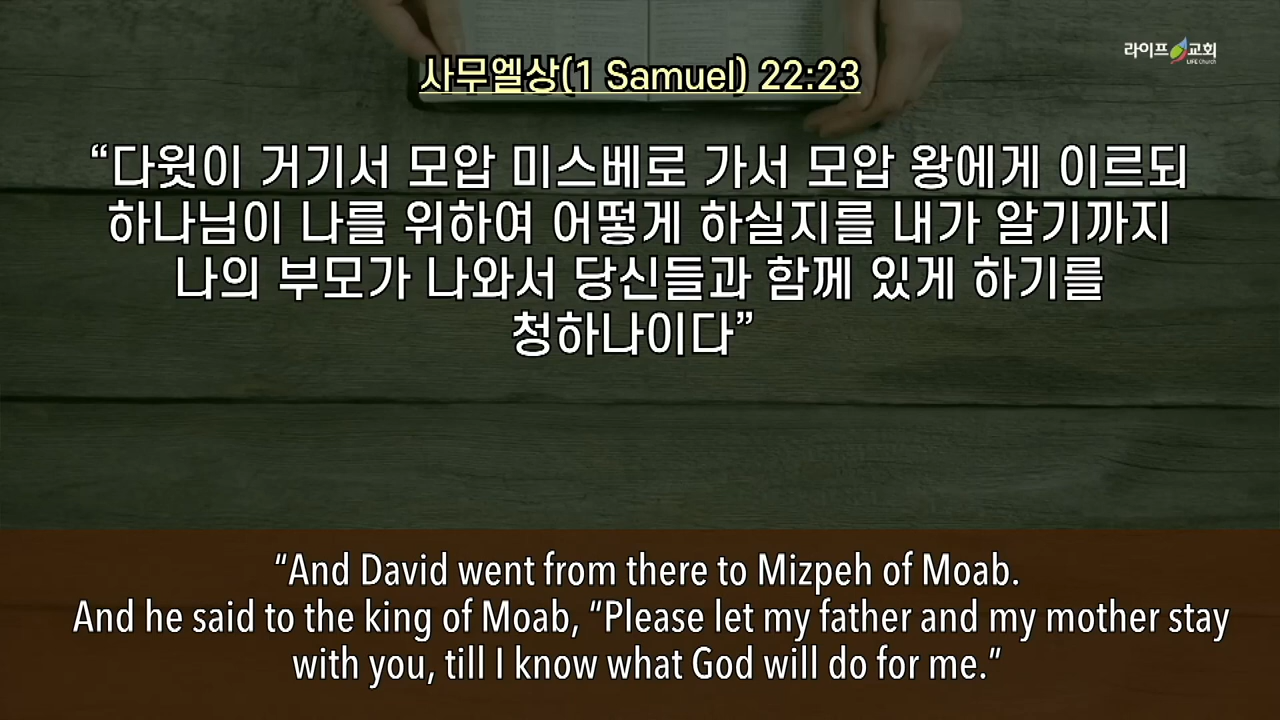 라이프교회
LIFE Church
사무엘상(1 Samuel) 22:23
“다윗이 거기서 모압 미스베로 가서 모압 왕에게 이르되
하나님이 나를 위하여 어떻게 하실지를 내가 알기까지
나의 부모가 나와서 당신들과 함께 있게 하기를
청하나이다”
“And David went from there to Mizpeh of Moab.
And he said to the king of Moab, “Please let my father and my mother stay
with you, till I know what God will do for me.”